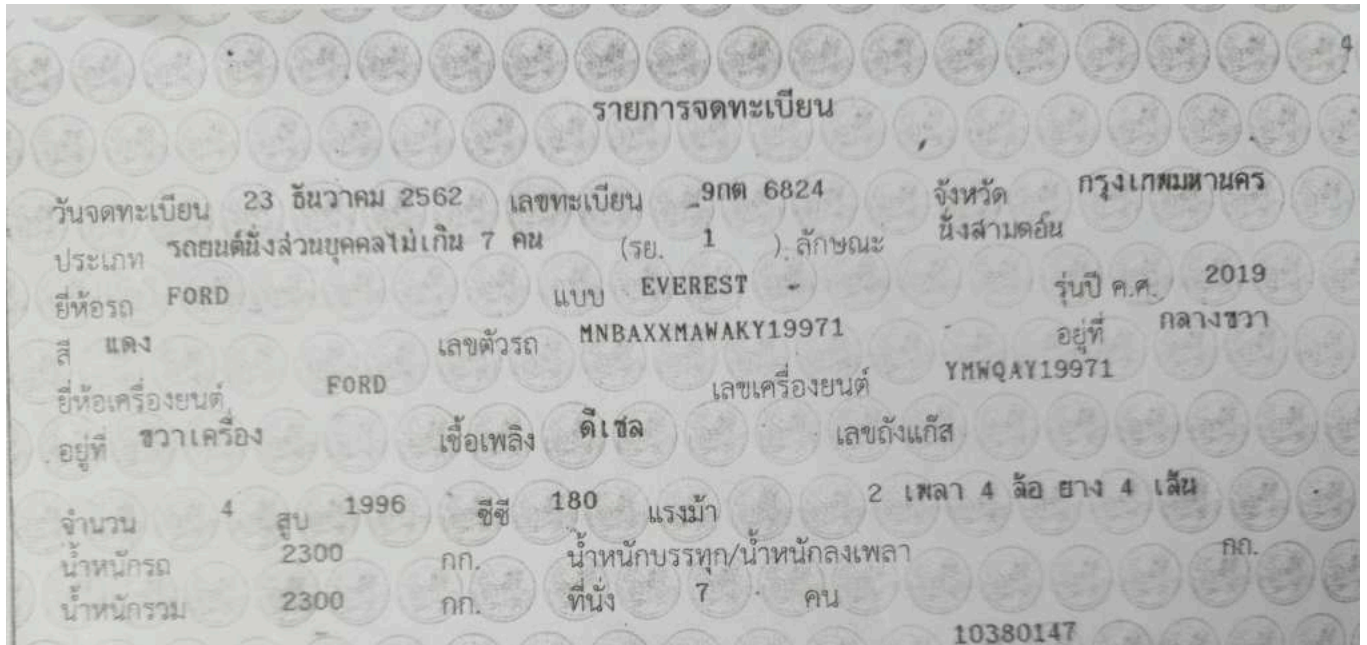 4
รายการจดทะเบียน
วันจดทะเบียน 23 ธันวาคม 2562 เลขทะเบียน 9กต 6824 จังหวัด กรุงเทพมหานคร
ประเภท รถยนต์นั่งส่วนบุคคลไม่เกิน 7 คน (รย. 1 ) ลักษณะ นั่งสามตอน
ยี่ห้อรถ FORD แบบ EVEREST รุ่นปี ค.ศ. 2019
สี แดง เลขตัวรถ MNBAXXMAWAKY19971 อยู่ที่ กลางขวา
ยี่ห้อเครื่องยนต์ FORD เลขเครื่องยนต์ YMWQAY19971
อยู่ที่ ขวาเครื่อง เชื้อเพลิง ดีเซล เลขถังแก๊ส
จำนวน 4 สูบ 1996 ซีซี 180 แรงม้า 2 เพลา 4 ล้อ ยาง 4 เส้น
น้ำหนักรถ 2300 กก. น้ำหนักบรรทุก/น้ำหนักลงเพลา กก.
น้ำหนักรวม 2300 กก. ที่นั่ง 7 คน
10380147